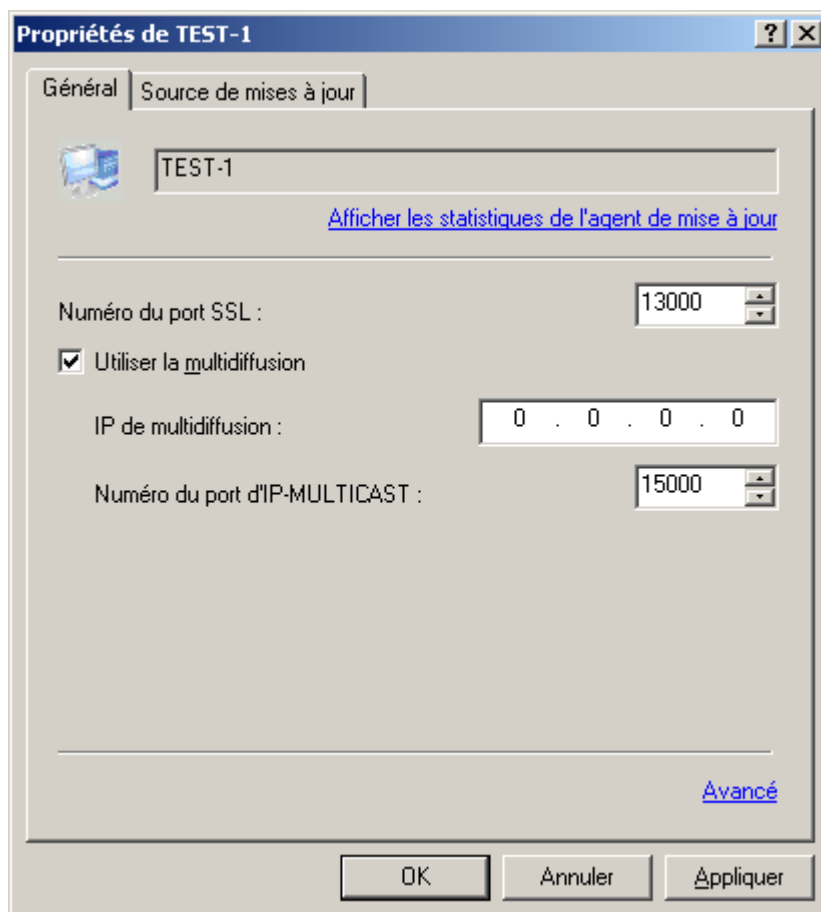 Propriétés de TEST-1
Général
Source de mises à jour
TEST-1
Afficher les statistiques de l'agent de mise à jour
Numéro du port SSL : 13000
Utiliser la multidiffusion
IP de multidiffusion : 0 . 0 . 0 . 0
Numéro du port d'IP-MULTICAST : 15000
Avancé
OK Annuler Appliquer